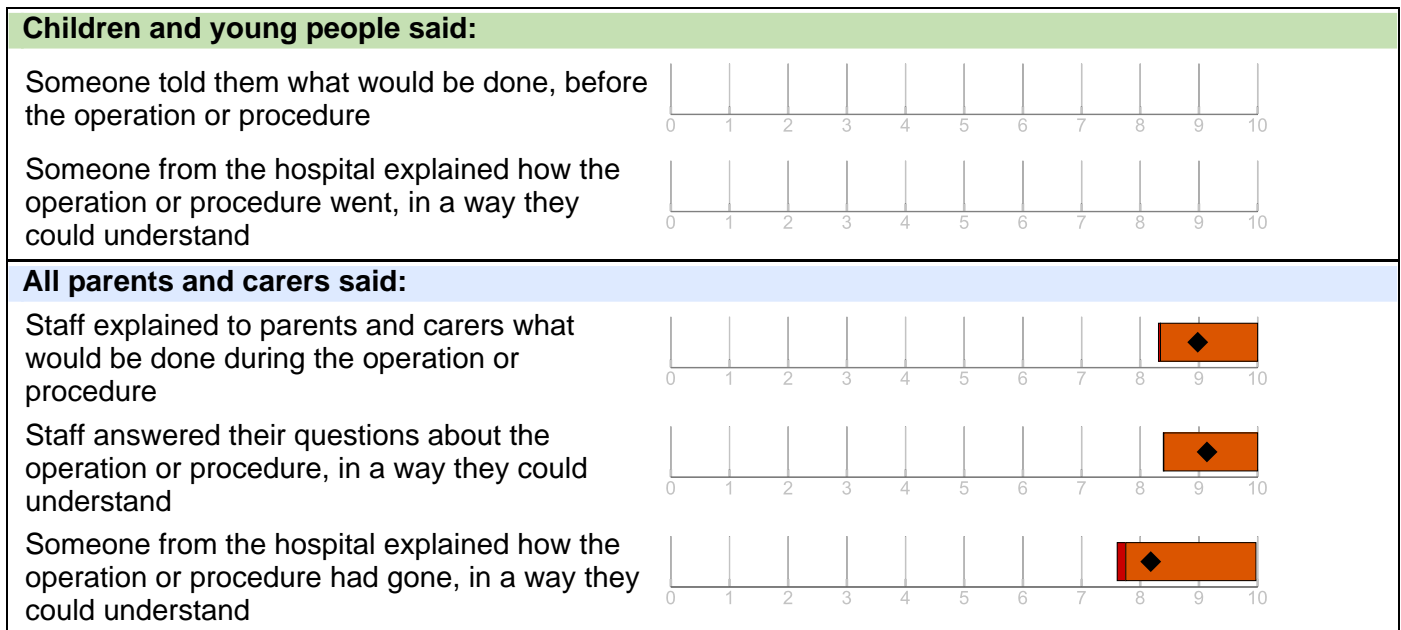 Children and young people said:
Someone told them what would be done, before
the operation or procedure
0 1 2 3 4 5 6 7 8 9 10
Someone from the hospital explained how the
operation or procedure went, in a way they
could understand
0 1 2 3 4 5 6 7 8 9 10
All parents and carers said:
Staff explained to parents and carers what
would be done during the operation or
procedure
0 1 2 3 4 5 6 7 8 9 10
Staff answered their questions about the
operation or procedure, in a way they could
understand
0 1 2 3 4 5 6 7 8 9 10
Someone from the hospital explained how the
operation or procedure had gone, in a way they
could understand
0 1 2 3 4 5 6 7 8 9 10